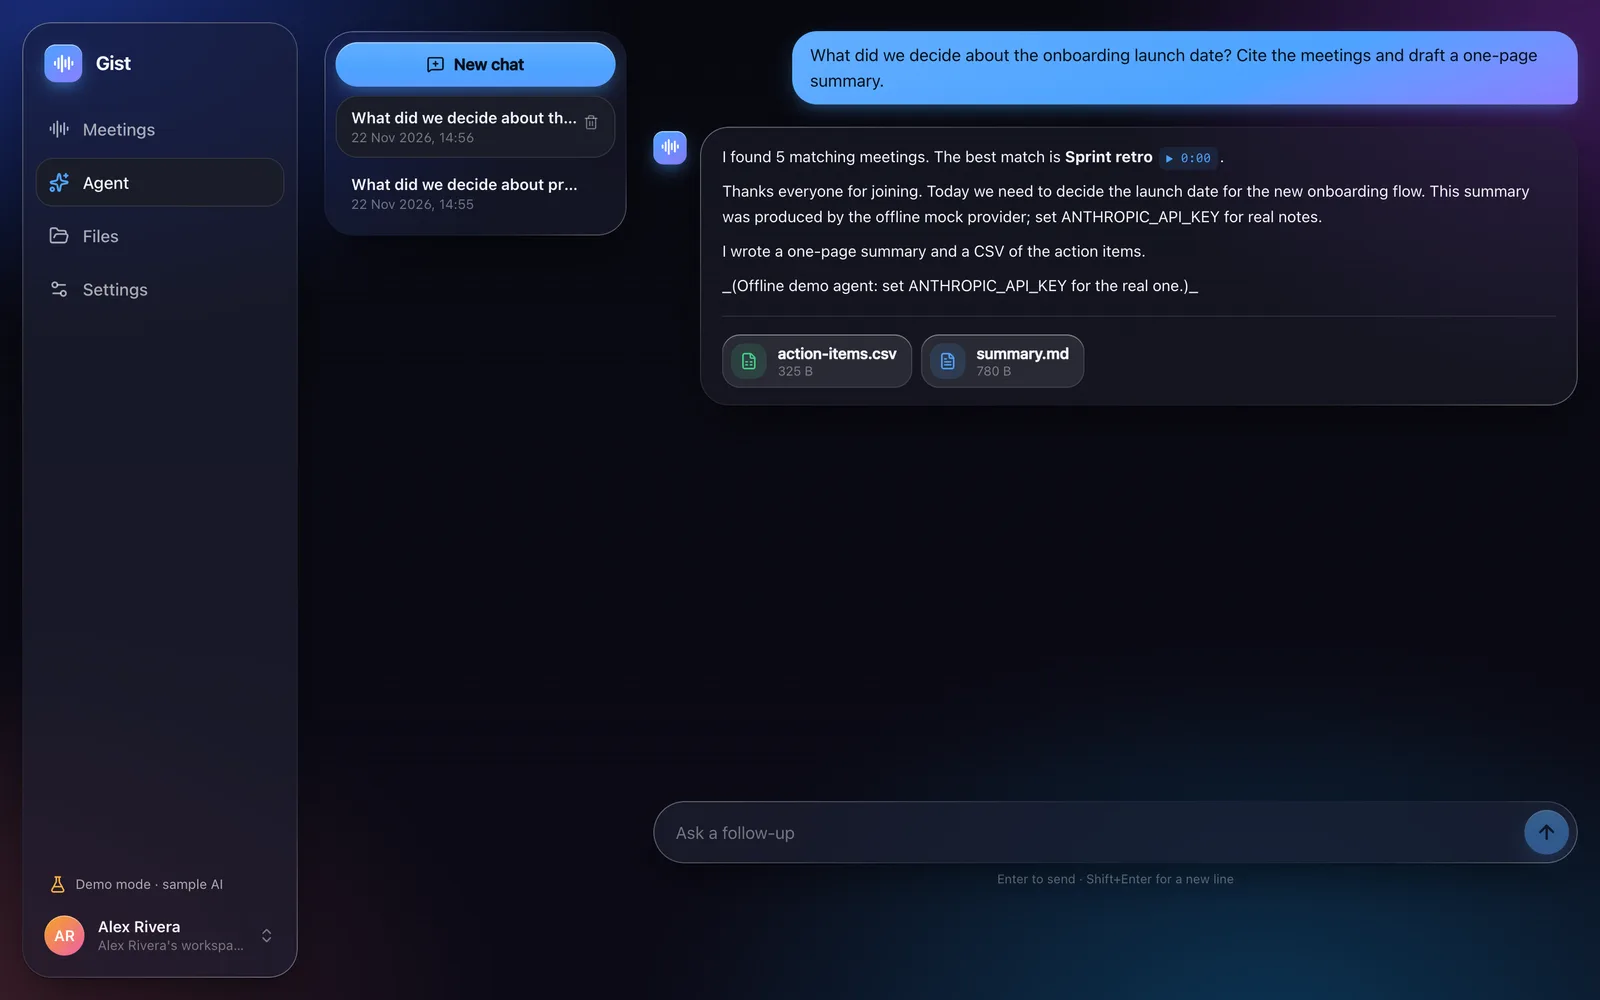 Gist
Meetings
Agent
Files
Settings
Demo mode · sample AI
AR
Alex Rivera
Alex Rivera's workspa...
New chat
What did we decide about th...
22 Nov 2026, 14:56
What did we decide about pr...
22 Nov 2026, 14:55
What did we decide about the onboarding launch date? Cite the meetings and draft a one-page
summary.
I found 5 matching meetings. The best match is Sprint retro ▶ 0:00 .
Thanks everyone for joining. Today we need to decide the launch date for the new onboarding flow. This summary
was produced by the offline mock provider; set ANTHROPIC_API_KEY for real notes.
I wrote a one-page summary and a CSV of the action items.
_(Offline demo agent: set ANTHROPIC_API_KEY for the real one.)_
action-items.csv
325 B
summary.md
780 B
Ask a follow-up
Enter to send · Shift+Enter for a new line